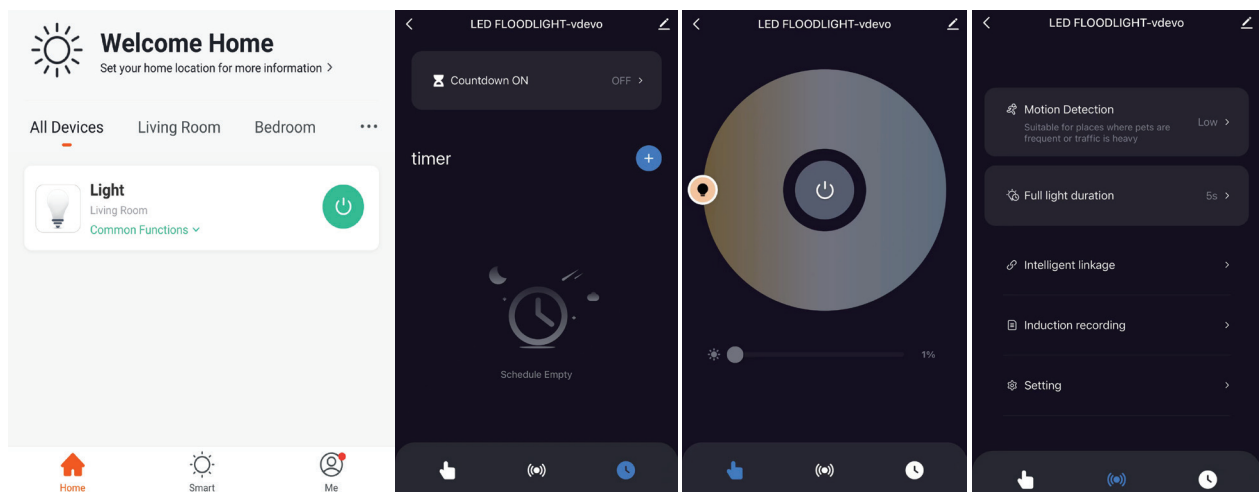 Welcome Home
Set your home location for more information >
All Devices
Living Room
Bedroom
Light
Living Room
Common Functions
Home
Smart
Me
LED FLOODLIGHT-vdevo
Countdown ON
OFF >
timer
Schedule Empty
LED FLOODLIGHT-vdevo
1%
LED FLOODLIGHT-vdevo
Motion Detection
Suitable for places where pets are
frequent or traffic is heavy
Low >
Full light duration
5s >
Intelligent linkage
Induction recording
Setting